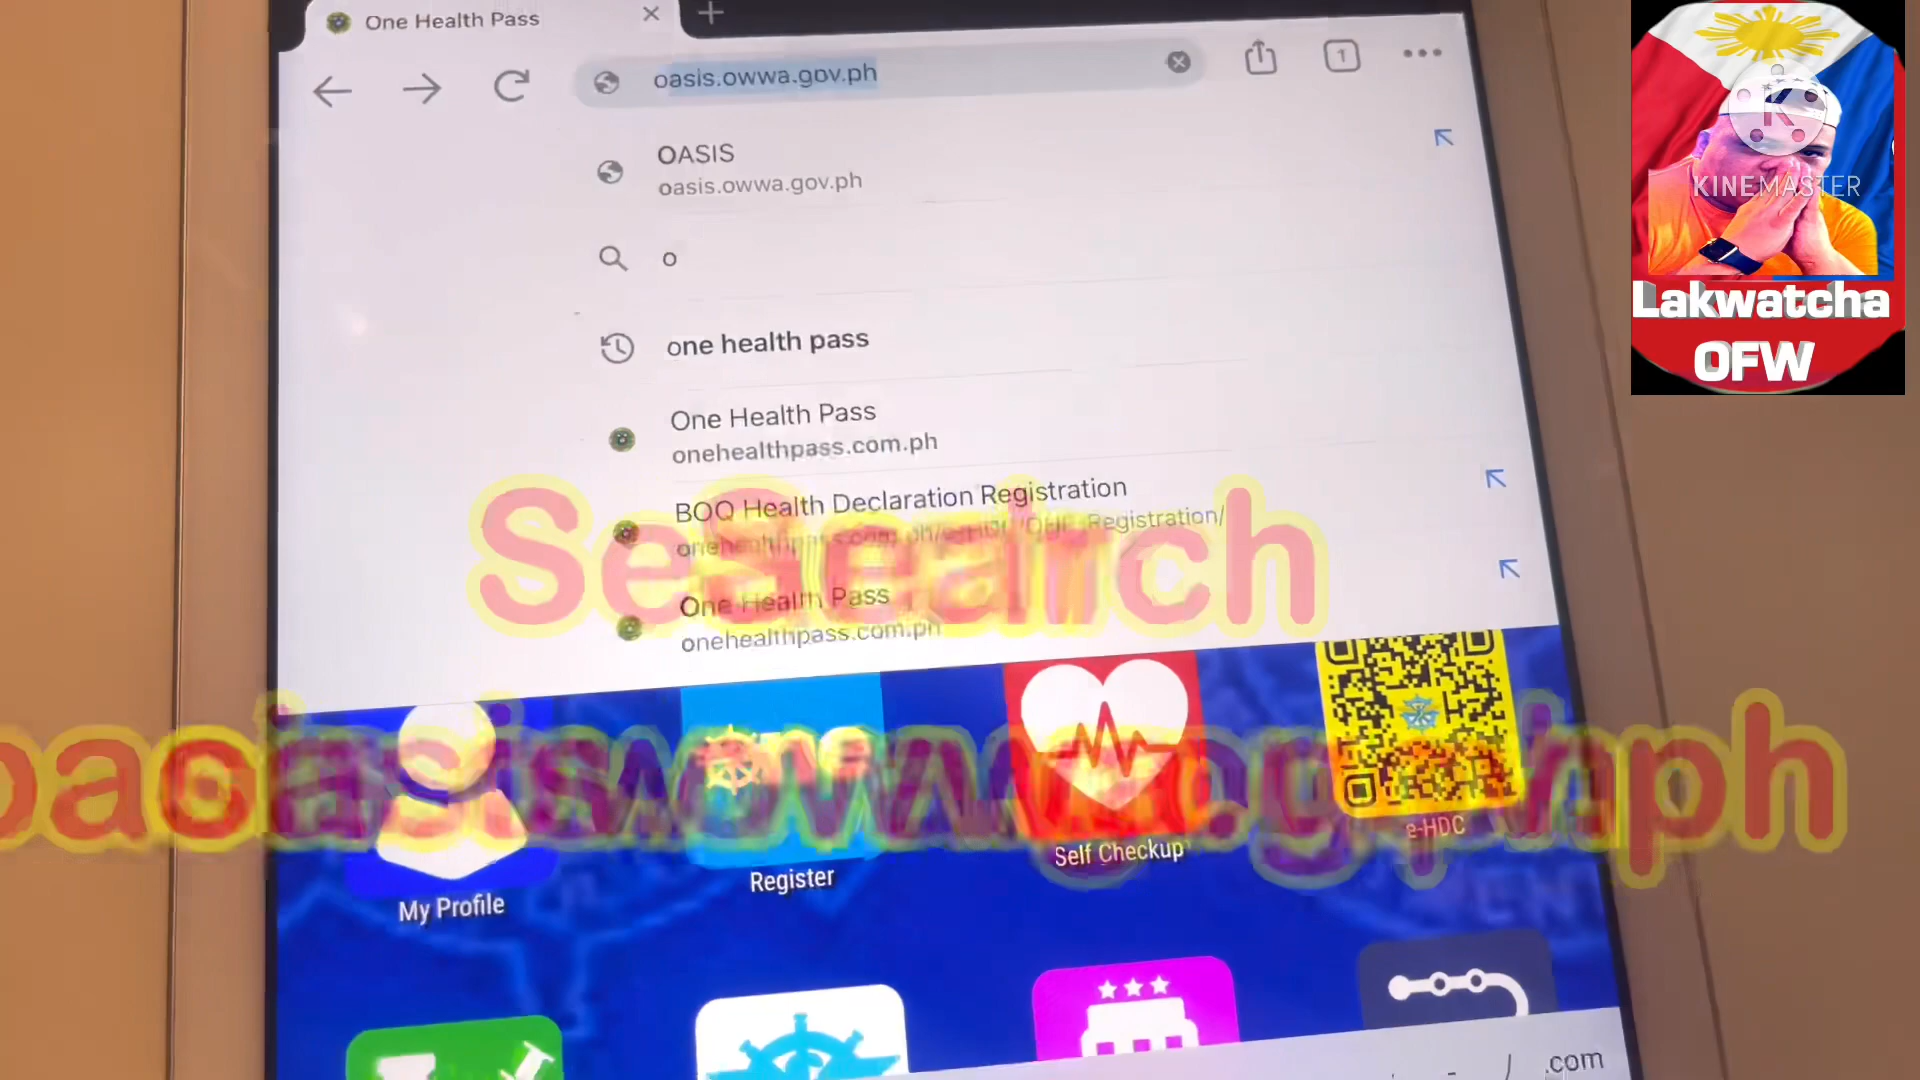 One Health Pass
oasis.owwa.gov.ph
1
OASIS
oasis.owwa.gov.ph
o
one health pass
One Health Pass
onehealthpass.com.ph
BOQ Health Declaration Registration
One Health Pass
onehealthpass.com.ph
Search
My Profile
Register
Self Checkup
e-HDC
.com
KINEMASTER
Lakwatcha
OFW